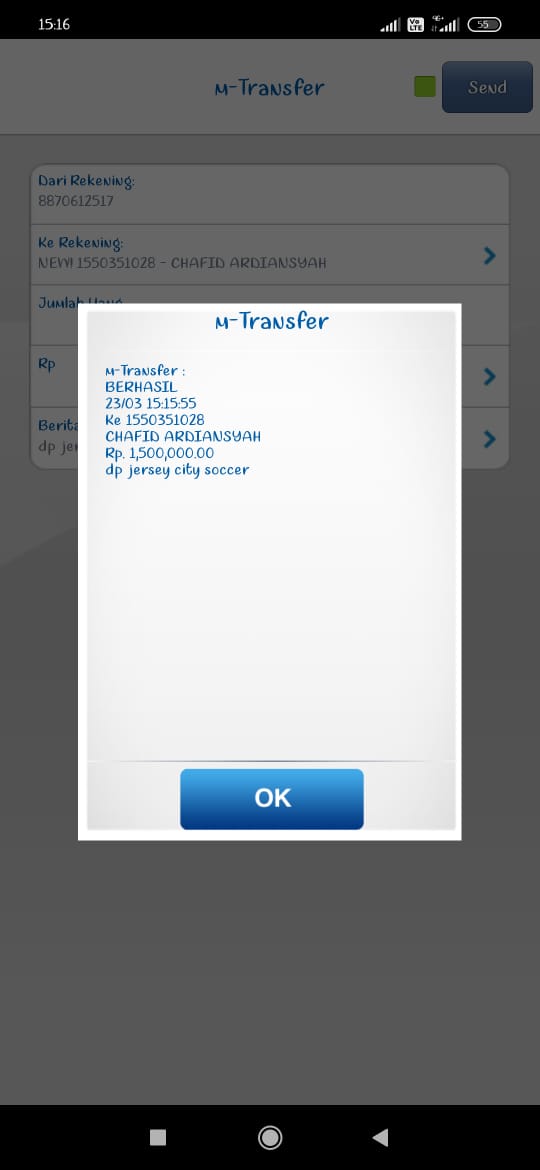 15:16
Vo
LTE
4G+
55
m-Transfer
Send
Dari Rekening:
8870612517
Ke Rekening:
NEW! 1550351028 - CHAFID ARDIANSYAH
Jumlah Uang
Rp
Berita
dp jer
m-Transfer
m-Transfer :
BERHASIL
23/03 15:15:55
Ke 1550351028
CHAFID ARDIANSYAH
Rp. 1,500,000.00
dp jersey city soccer
OK